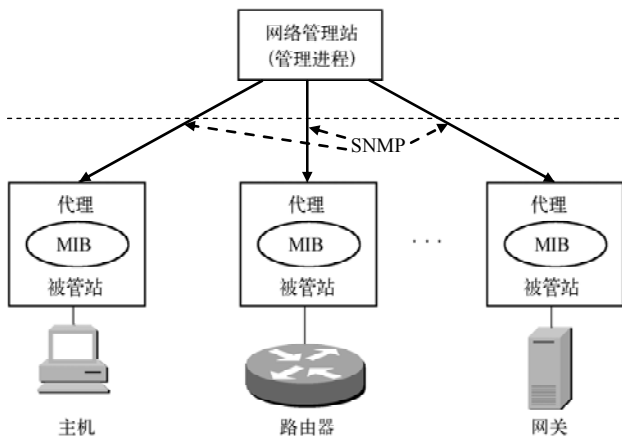 网络管理站
(管理进程)
SNMP
代理
MIB
被管站
代理
MIB
被管站
· · ·
代理
MIB
被管站
主机
路由器
网关